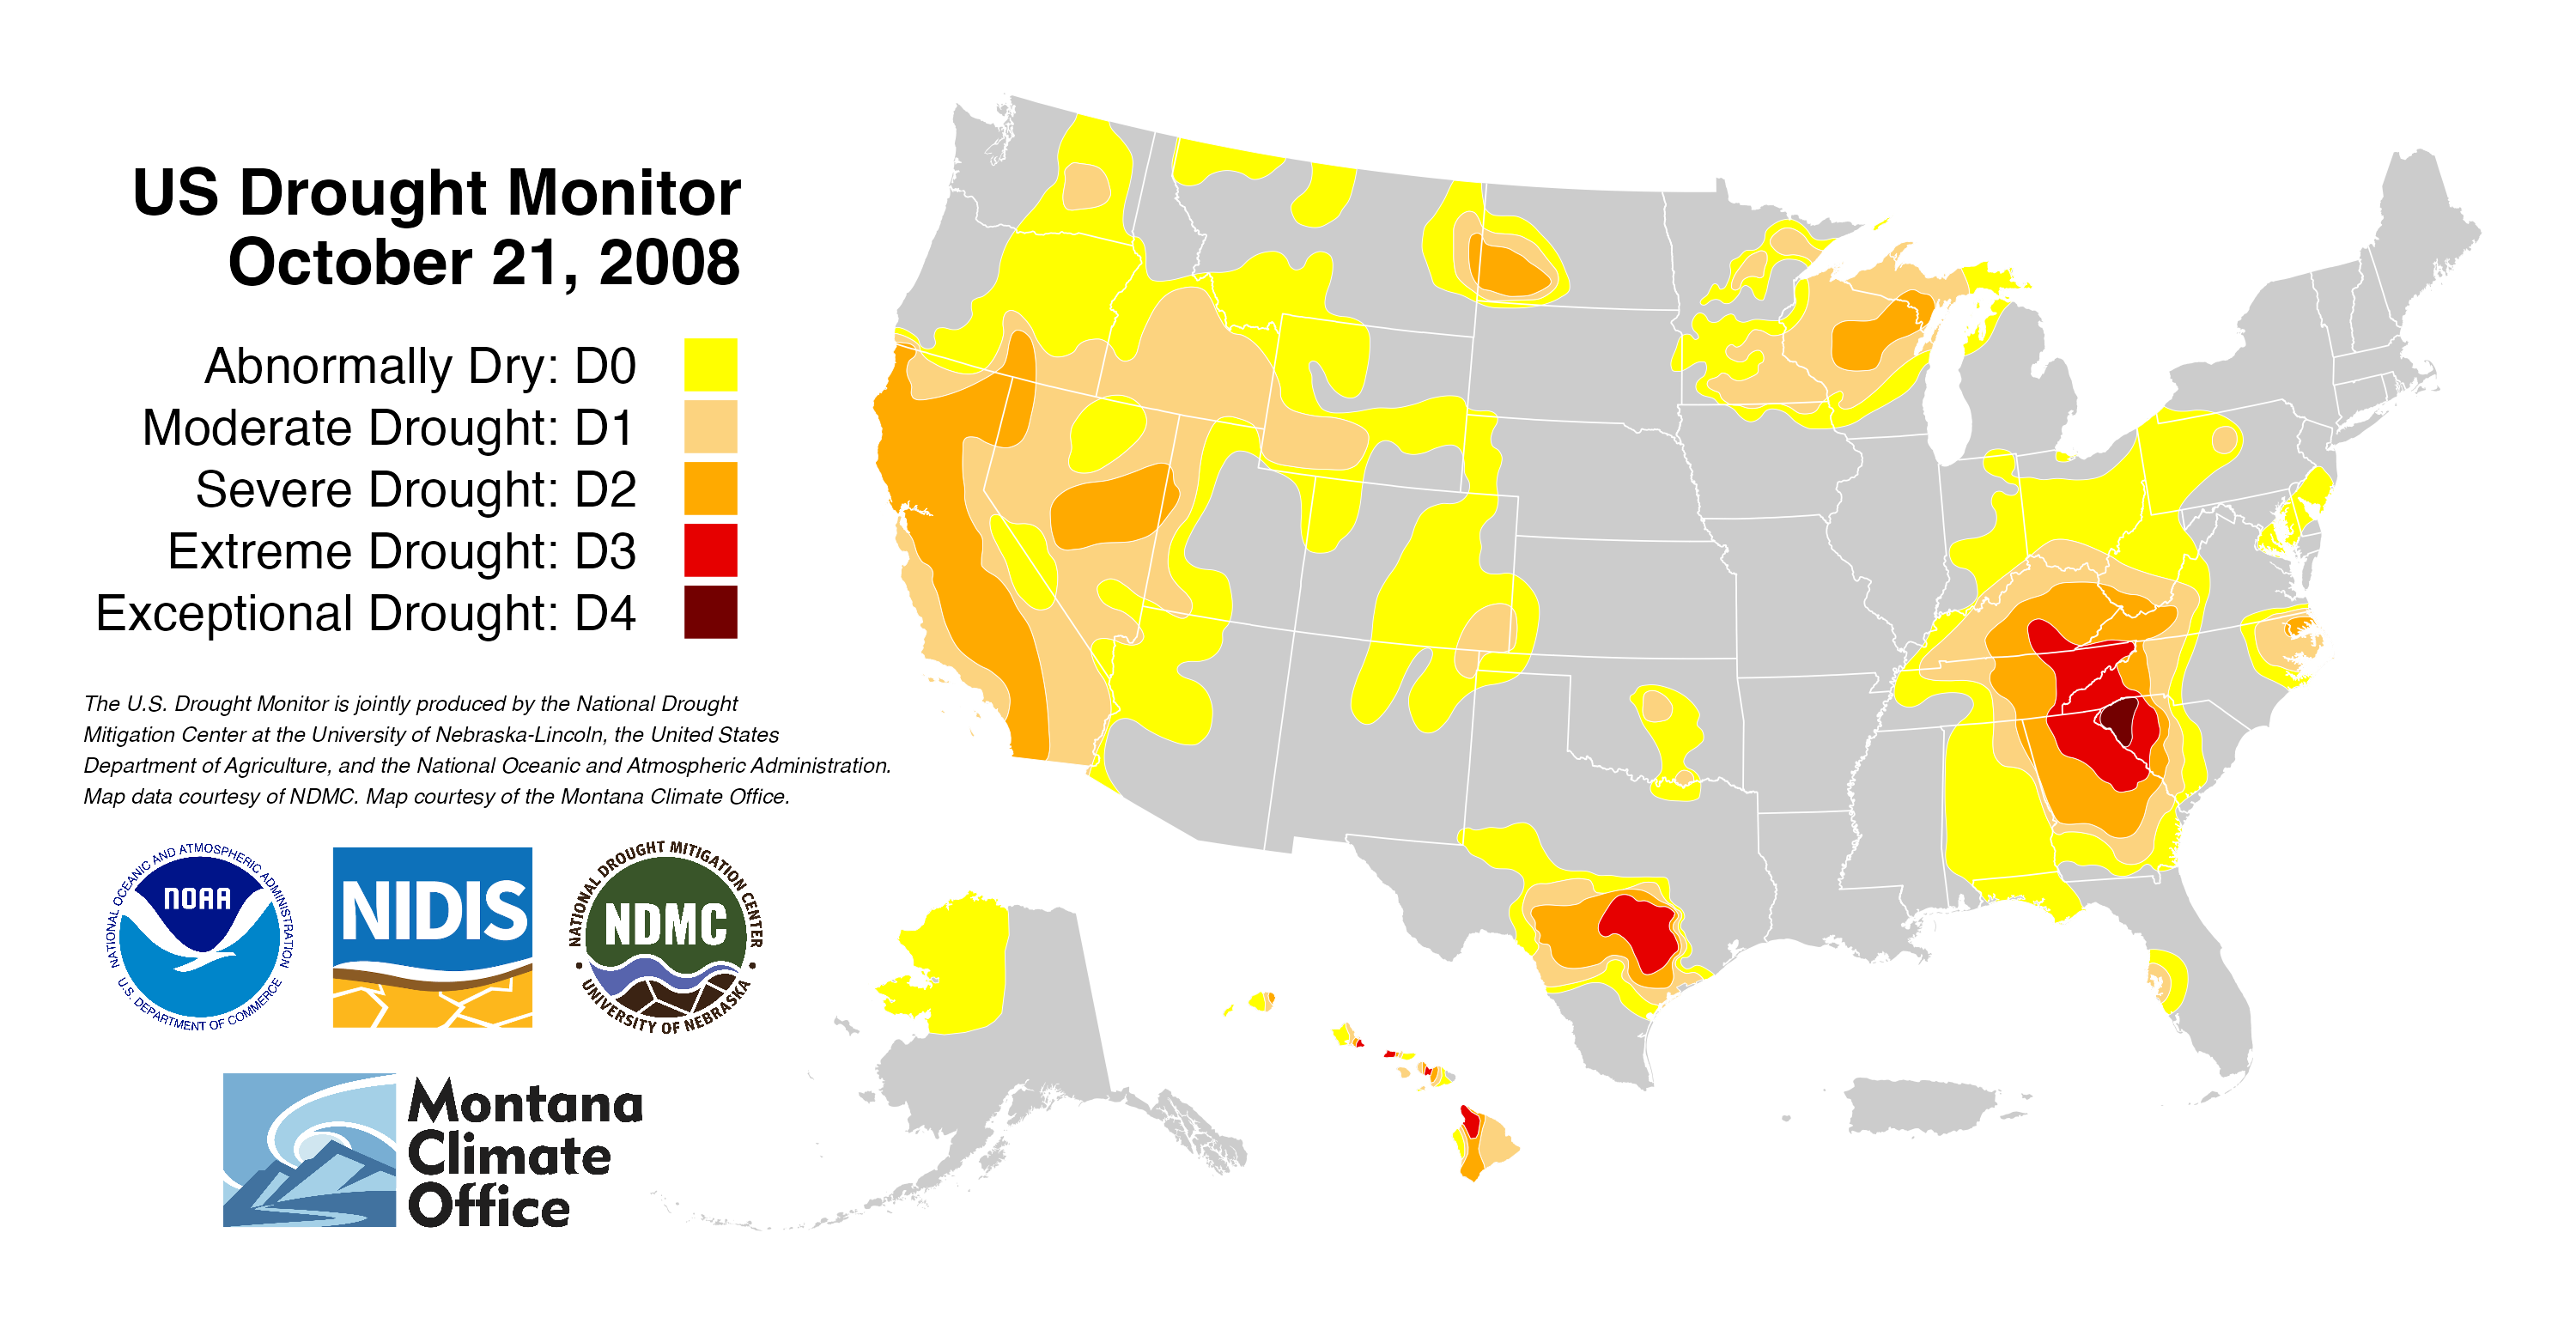 US Drought Monitor
October 21, 2008
Abnormally Dry: D0
Moderate Drought: D1
Severe Drought: D2
Extreme Drought: D3
Exceptional Drought: D4
The U.S. Drought Monitor is jointly produced by the National Drought
Mitigation Center at the University of Nebraska-Lincoln, the United States
Department of Agriculture, and the National Oceanic and Atmospheric Administration.
Map data courtesy of NDMC. Map courtesy of the Montana Climate Office.
NATIONAL OCEANIC AND ATMOSPHERIC ADMINISTRATION
NOAA
U.S. DEPARTMENT OF COMMERCE
NIDIS
NATIONAL DROUGHT MITIGATION CENTER
NDMC
UNIVERSITY OF NEBRASKA
Montana
Climate
Office